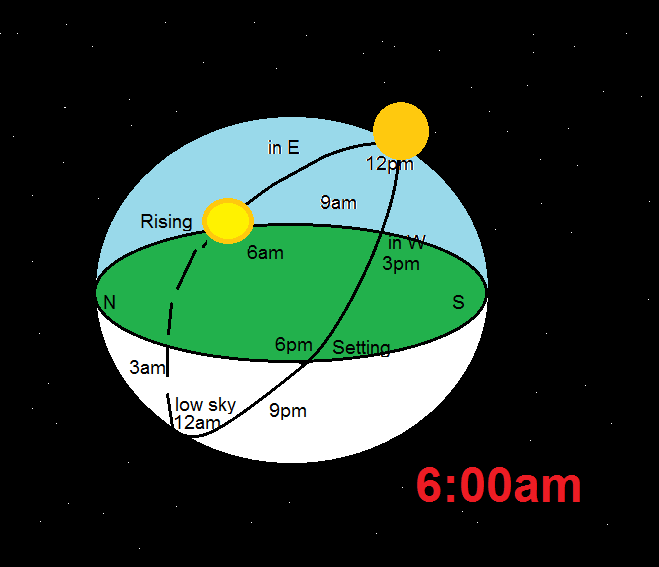 in E
12pm
9am
Rising
in W
6am
3pm
N
S
6pm
Setting
3am
low sky
12am
9pm
6:00am